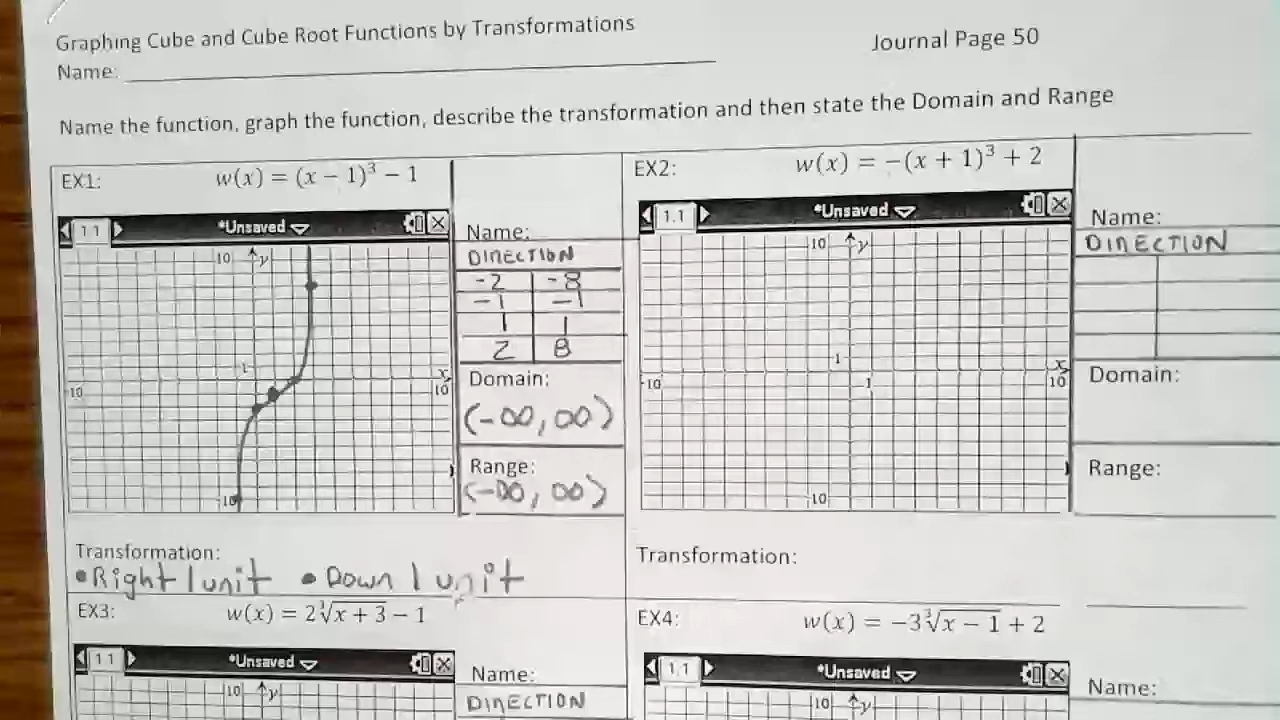 Graphing Cube and Cube Root Functions by Transformations
Journal Page 50
Name:
Name the function, graph the function, describe the transformation and then state the Domain and Range
EX1: w(x) = (x − 1)³ − 1
1.1 *Unsaved
10 y
1
x
10 10
10
Name:
DIRECTION
-2 -8
-1 -1
1 1
2 8
Domain:
(-∞, ∞)
Range:
(-∞, ∞)
Transformation:
•Right 1 unit •Down 1 unit
EX2: w(x) = −(x + 1)³ + 2
1.1 *Unsaved
10 y
1
x
-10 1 10
-10
Name:
DIRECTION
Domain:
Range:
Transformation:
EX3: w(x) = 2∛x + 3 − 1
1.1 *Unsaved
10 y
Name:
DIRECTION
EX4: w(x) = −3∛x − 1 + 2
1.1 *Unsaved
10 y
Name: